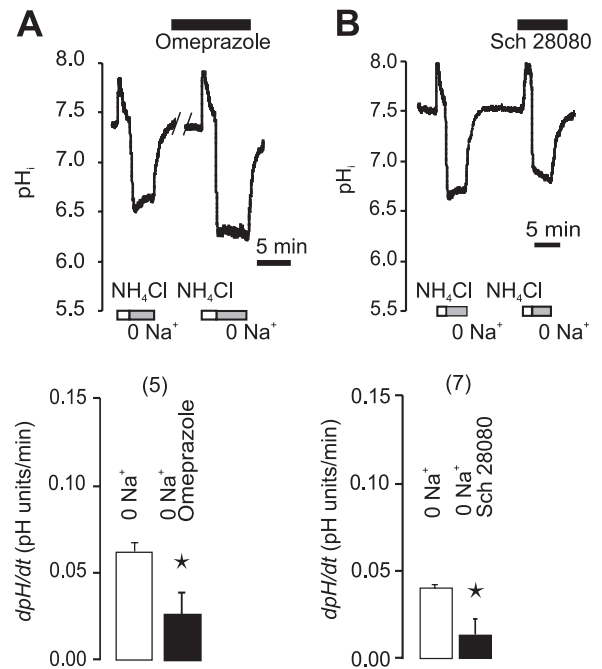 A
Omeprazole
8.0
7.5
7.0
6.5
6.0
5.5
pHi
5 min
NH4Cl NH4Cl
0 Na+ 0 Na+
B
Sch 28080
8.0
7.5
7.0
6.5
6.0
5.5
pHi
5 min
NH4Cl NH4Cl
0 Na+ 0 Na+
(5)
0.15
0.10
0.05
0.00
dpH/dt (pH units/min)
0 Na+
0 Na+
Omeprazole
★
(7)
0.15
0.10
0.05
0.00
dpH/dt (pH units/min)
0 Na+
0 Na+
Sch 28080
★